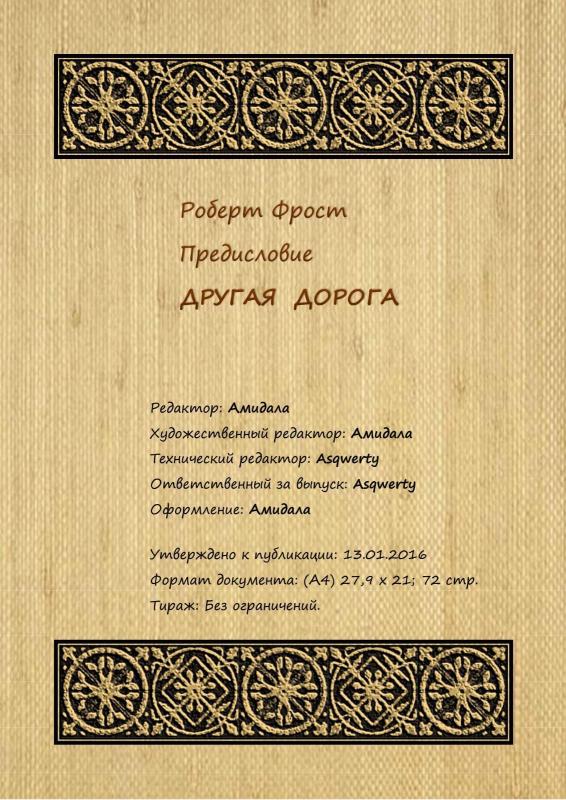 Роберт Фрост
Предисловие
ДРУГАЯ ДОРОГА
Редактор: Амидала
Художественный редактор: Амидала
Технический редактор: Asqwerty
Ответственный за выпуск: Asqwerty
Оформление: Амидала
Утверждено к публикации: 13.01.2016
Формат документа: (А4) 27,9 x 21; 72 стр.
Тираж: Без ограничений.